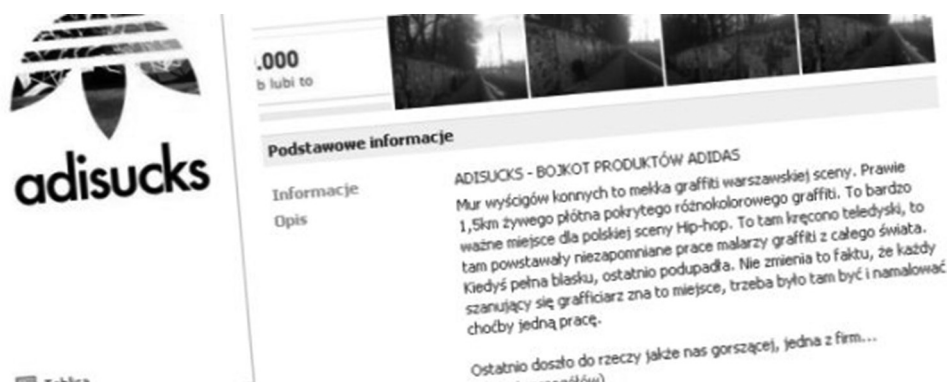 .000
b lubi to
adisucks
Podstawowe informacje
Informacje
Opis
ADISUCKS - BOJKOT PRODUKTÓW ADIDAS
Mur wyścigów konnych to mekka graffiti warszawskiej sceny. Prawie
1,5km żywego płótna pokrytego różnokolorowego graffiti. To bardzo
ważne miejsce dla polskiej sceny Hip-hop. To tam kręcono teledyski, to
tam powstawały niezapomniane prace malarzy graffiti z całego świata.
Kiedyś pełna blasku, ostatnio podupadła. Nie zmienia to faktu, że każdy
szanujący się grafficiarz zna to miejsce, trzeba było tam być i namalować
choćby jedną pracę.
Ostatnio doszło do rzeczy jakże nas gorszącej, jedna z firm...